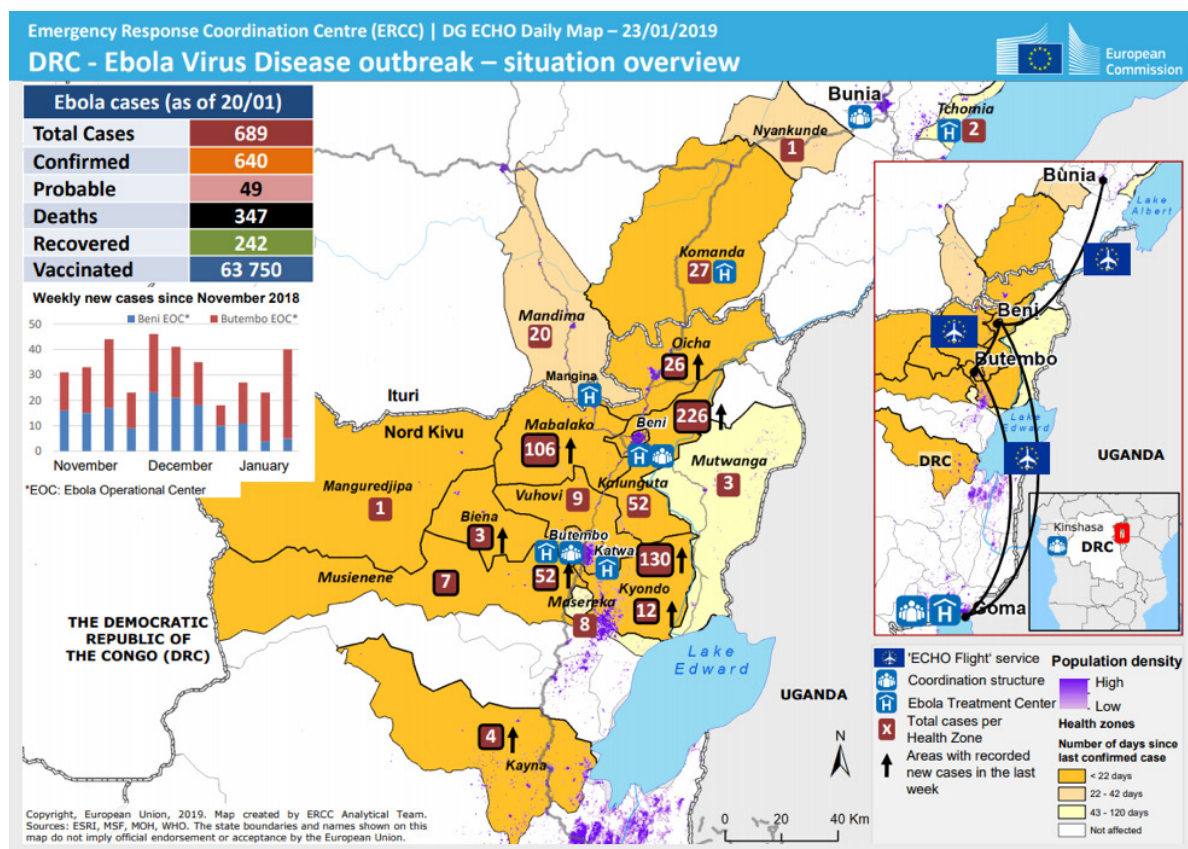 Emergency Response Coordination Centre (ERCC) | DG ECHO Daily Map – 23/01/2019
DRC - Ebola Virus Disease outbreak – situation overview
European
Commission
Ebola cases (as of 20/01)
Total Cases 689
Confirmed 640
Probable 49
Deaths 347
Recovered 242
Vaccinated 63 750
Weekly new cases since November 2018
Beni EOC* Butembo EOC*
50
40
30
20
10
0
November December January
*EOC: Ebola Operational Center
Bunia
Tchomia
2
Nyankunde
1
Komanda
27
Mandima
20
Oicha
26
Mangina
Ituri
Nord Kivu
Mabalako
106
226
Beni
Mutwanga
3
Manguredjipa
1
Vuhovi
9
Kalunguta
52
Biena
3
Butembo
52
Katwa
130
Musienene
7
Kyondo
12
Masereka
8
THE DEMOCRATIC
REPUBLIC OF
THE CONGO (DRC)
Lake
Edward
UGANDA
4
Kayna
N
0 20 40 Km
Bunia
Lake
Albert
Beni
Butembo
Lake
Edward
UGANDA
DRC
Goma
Kinshasa
DRC
'ECHO Flight' service
Coordination structure
Ebola Treatment Center
X
Total cases per
Health Zone
Areas with recorded
new cases in the last
week
Population density
High
Low
Health zones
Number of days since
last confirmed case
< 22 days
22 - 42 days
43 - 120 days
Not affected
Copyright, European Union, 2019. Map created by ERCC Analytical Team.
Sources: ESRI, MSF, MOH, WHO. The state boundaries and names shown on this
map do not imply official endorsement or acceptance by the European Union.